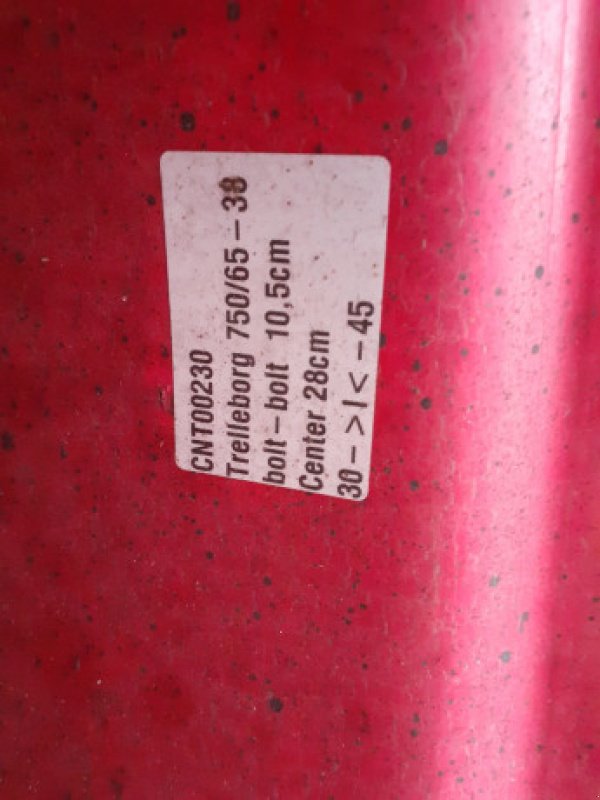 CNT00230
Trelleborg 750/65-38
bolt-bolt 10,5cm
Center 28cm
30->|<-45